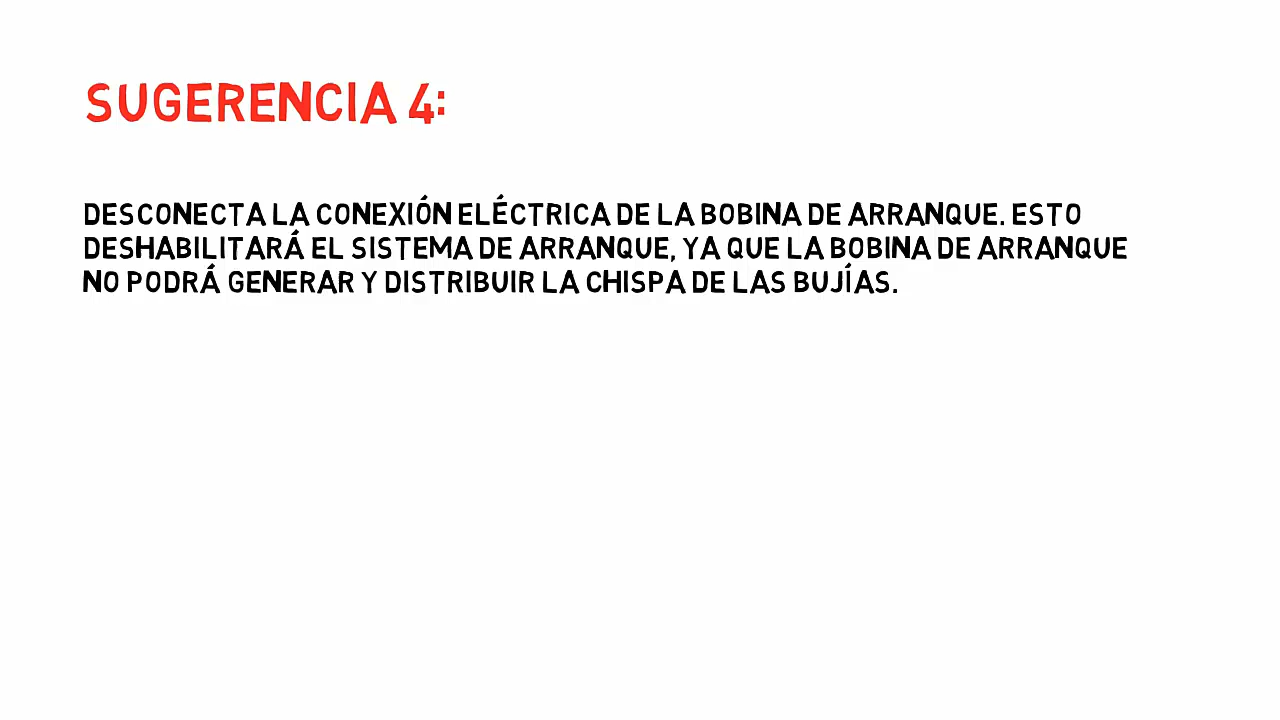 SUGERENCIA 4:
DESCONECTA LA CONEXIÓN ELÉCTRICA DE LA BOBINA DE ARRANQUE. ESTO
DESHABILITARÁ EL SISTEMA DE ARRANQUE, YA QUE LA BOBINA DE ARRANQUE
NO PODRÁ GENERAR Y DISTRIBUIR LA CHISPA DE LAS BUJÍAS.